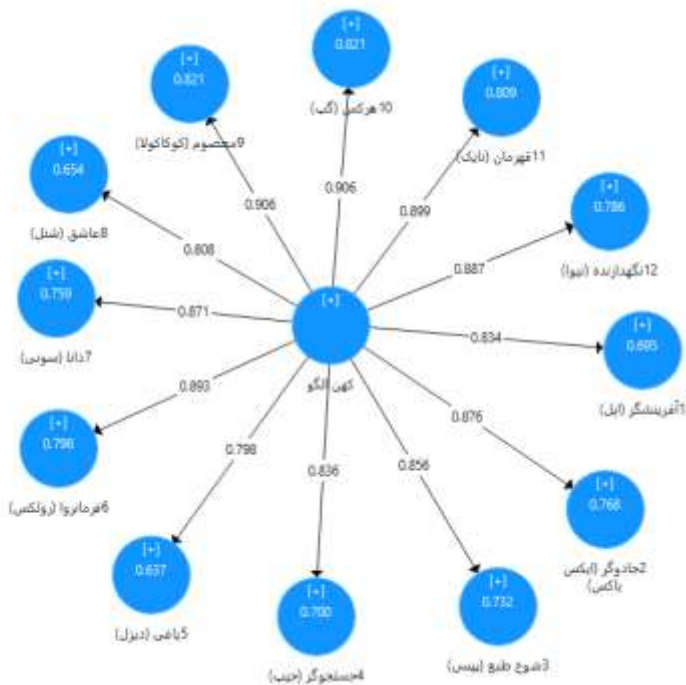 [+]
0.821
10هرکس (گپ)
[+]
0.821
9معصوم (کوکاکولا)
[+]
0.809
11قهرمان (نایک)
[+]
0.654
8عاشق (شنل)
[+]
0.786
12نگهدارنده (نیوا)
0.906
0.906
0.899
0.808
0.887
[+]
0.759
7دانا (سونی)
0.871
[+]
کهن الگو
0.834
[+]
0.695
1آفرینشگر (اپل)
0.893
0.876
[+]
0.798
6فرمانروا (رولکس)
0.798
0.836
0.856
[+]
0.768
2جادوگر (ایکس
باکس)
[+]
0.637
5یاغی (دیزل)
[+]
0.700
4جستجوگر (جیپ)
[+]
0.732
3شوخ طبع (پپسی)